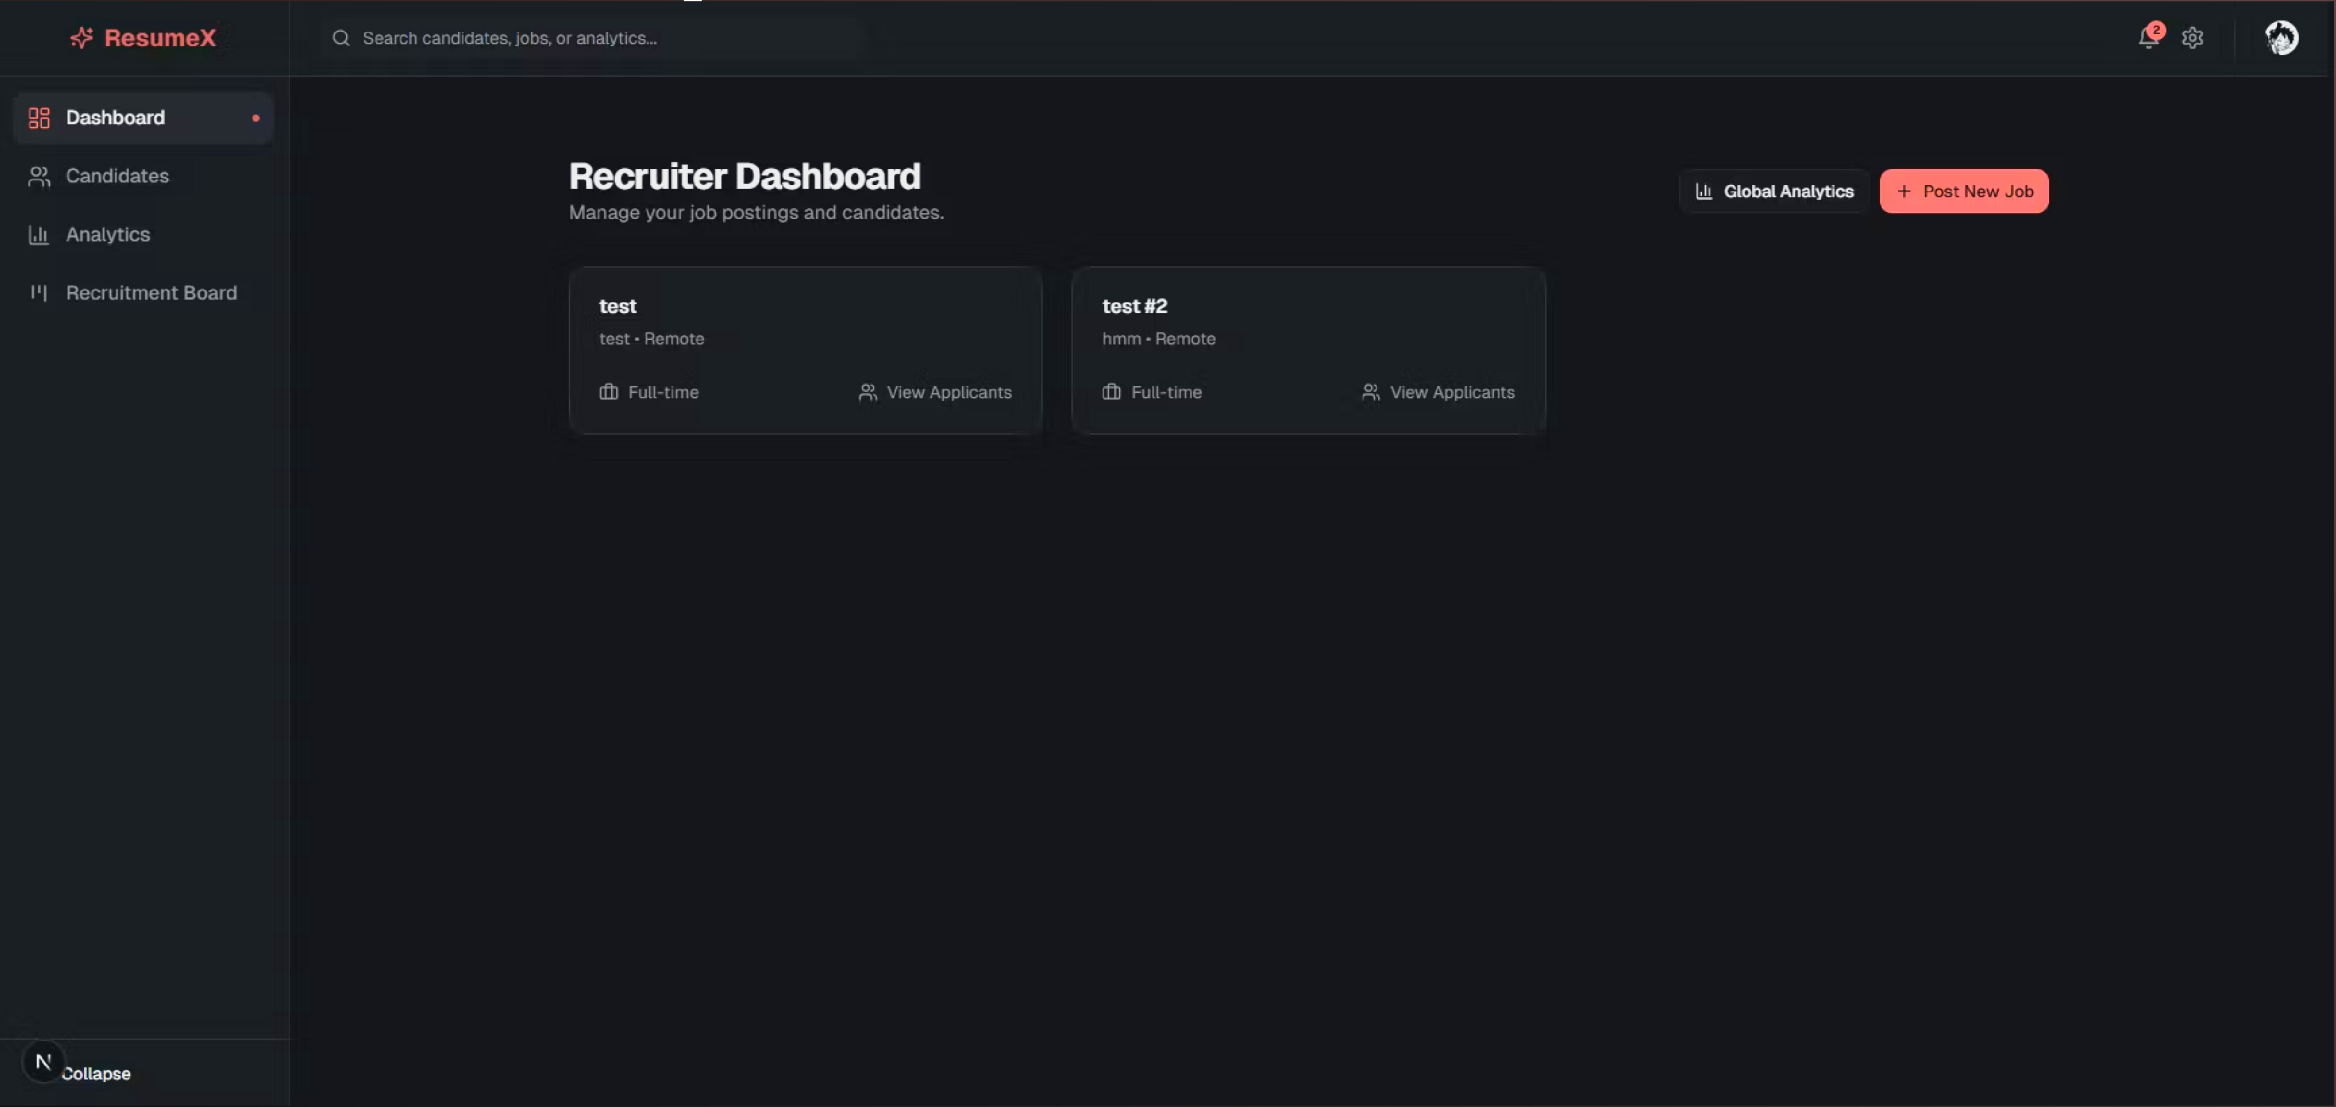 ResumeX
Search candidates, jobs, or analytics...
2
Dashboard
Candidates
Analytics
Recruitment Board
Recruiter Dashboard
Manage your job postings and candidates.
Global Analytics
+ Post New Job
test
test • Remote
Full-time
View Applicants
test #2
hmm • Remote
Full-time
View Applicants
N
Collapse